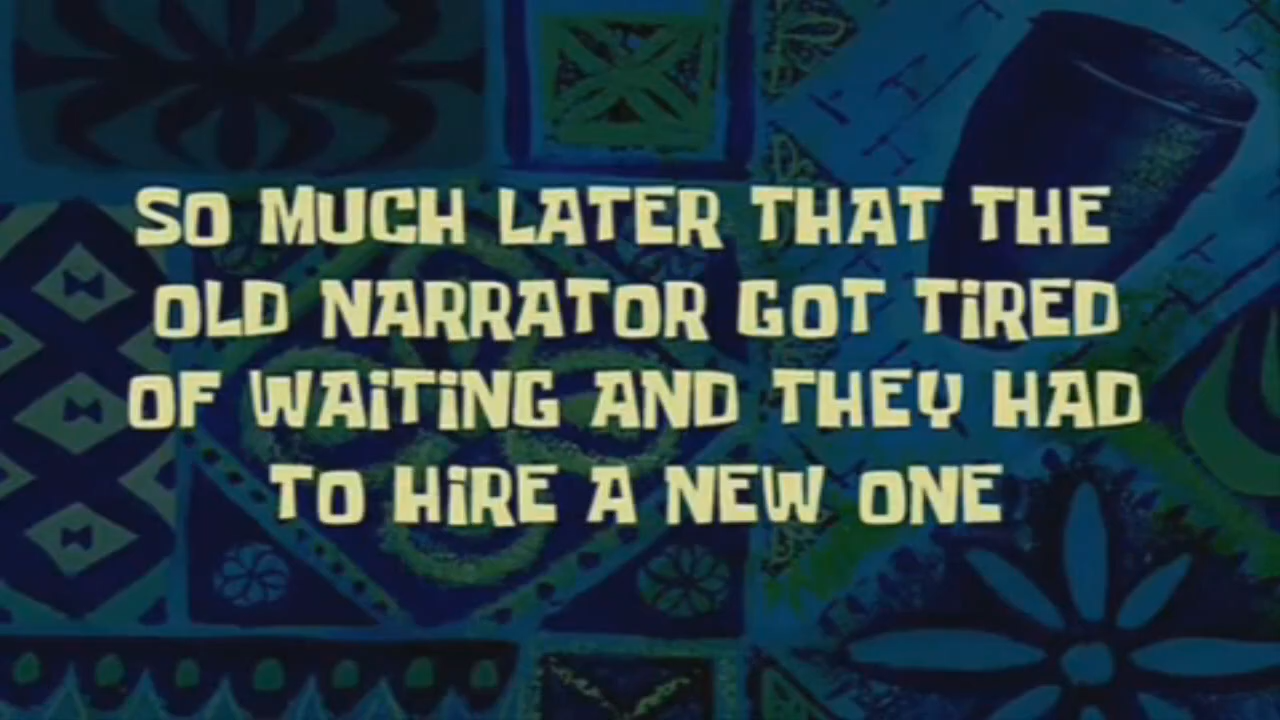 SO MUCH LATER THAT THE
OLD NARRATOR GOT TiRED
OF WAiTiNG AND THEY HAD
TO HiRE A NEW ONE